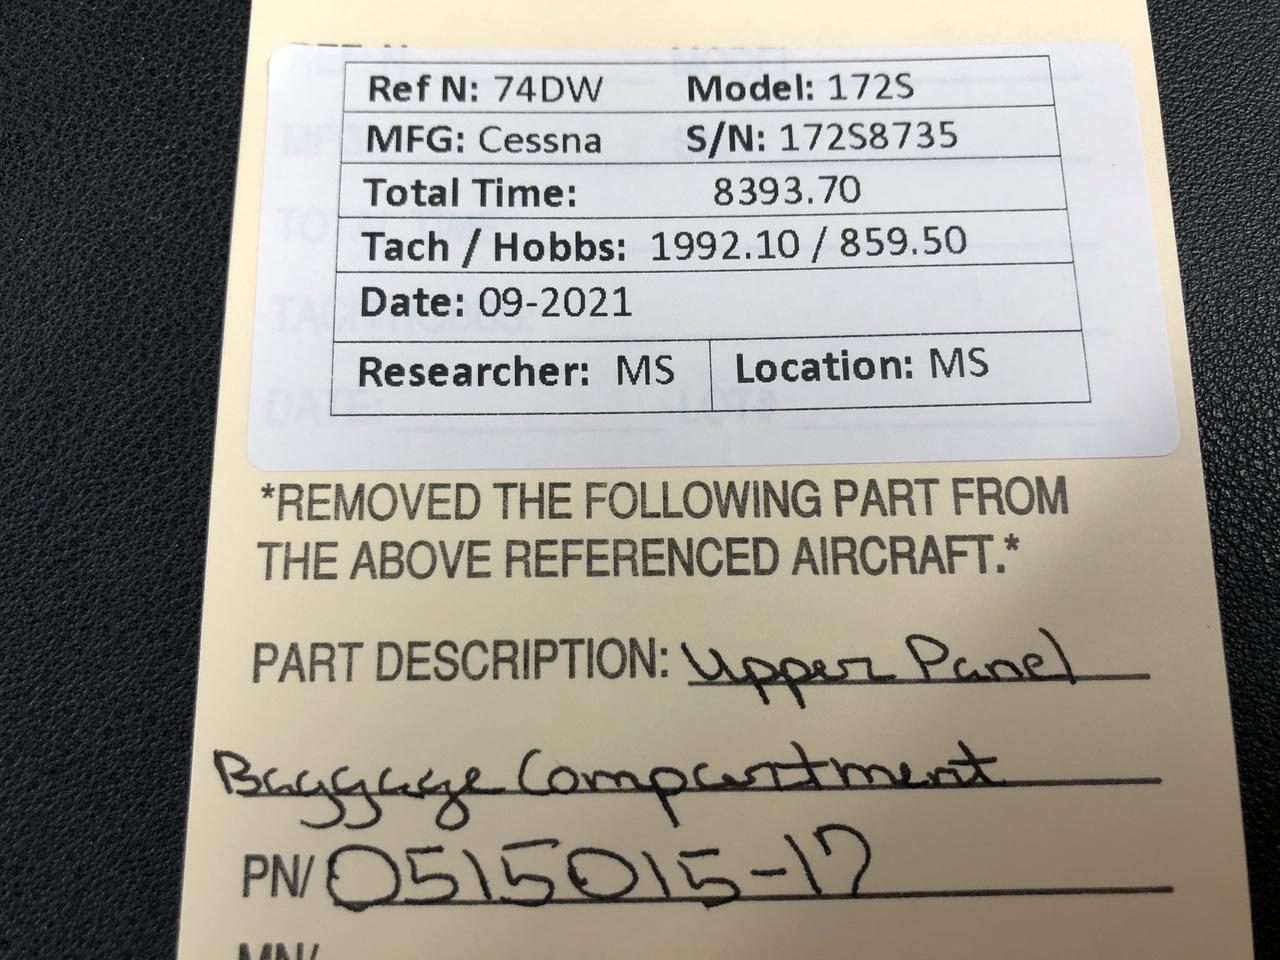 Ref N: 74DW Model: 172S
MFG: Cessna S/N: 172S8735
Total Time: 8393.70
Tach / Hobbs: 1992.10 / 859.50
Date: 09-2021
Researcher: MS Location: MS
*REMOVED THE FOLLOWING PART FROM
THE ABOVE REFERENCED AIRCRAFT.*
PART DESCRIPTION: Upper Panel
Baggage Compartment
PN/ 0515015-17
MN/